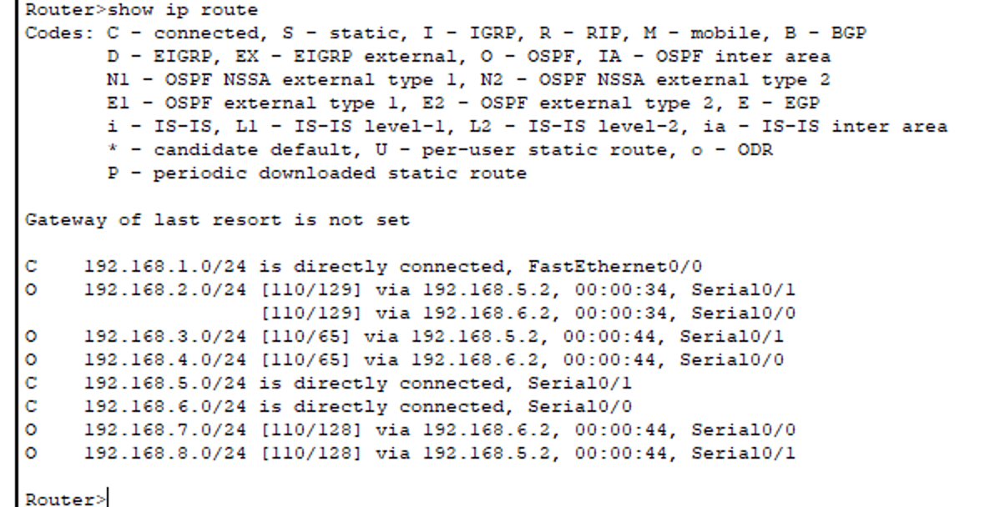 Router>show ip route
Codes: C - connected, S - static, I - IGRP, R - RIP, M - mobile, B - BGP
       D - EIGRP, EX - EIGRP external, O - OSPF, IA - OSPF inter area
       N1 - OSPF NSSA external type 1, N2 - OSPF NSSA external type 2
       E1 - OSPF external type 1, E2 - OSPF external type 2, E - EGP
       i - IS-IS, L1 - IS-IS level-1, L2 - IS-IS level-2, ia - IS-IS inter area
       * - candidate default, U - per-user static route, o - ODR
       P - periodic downloaded static route

Gateway of last resort is not set

C    192.168.1.0/24 is directly connected, FastEthernet0/0
O    192.168.2.0/24 [110/129] via 192.168.5.2, 00:00:34, Serial0/1
                    [110/129] via 192.168.6.2, 00:00:34, Serial0/0
O    192.168.3.0/24 [110/65] via 192.168.5.2, 00:00:44, Serial0/1
O    192.168.4.0/24 [110/65] via 192.168.6.2, 00:00:44, Serial0/0
C    192.168.5.0/24 is directly connected, Serial0/1
C    192.168.6.0/24 is directly connected, Serial0/0
O    192.168.7.0/24 [110/128] via 192.168.6.2, 00:00:44, Serial0/0
O    192.168.8.0/24 [110/128] via 192.168.5.2, 00:00:44, Serial0/1

Router>